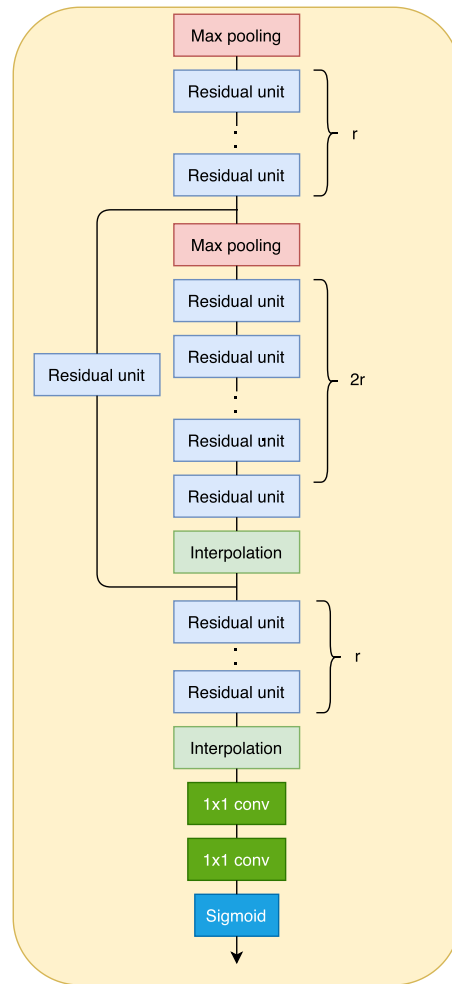 Max pooling
Residual unit
Residual unit
r
Max pooling
Residual unit
Residual unit
Residual unit
2r
Residual unit
Residual unit
Interpolation
Residual unit
r
Residual unit
Interpolation
1x1 conv
1x1 conv
Sigmoid